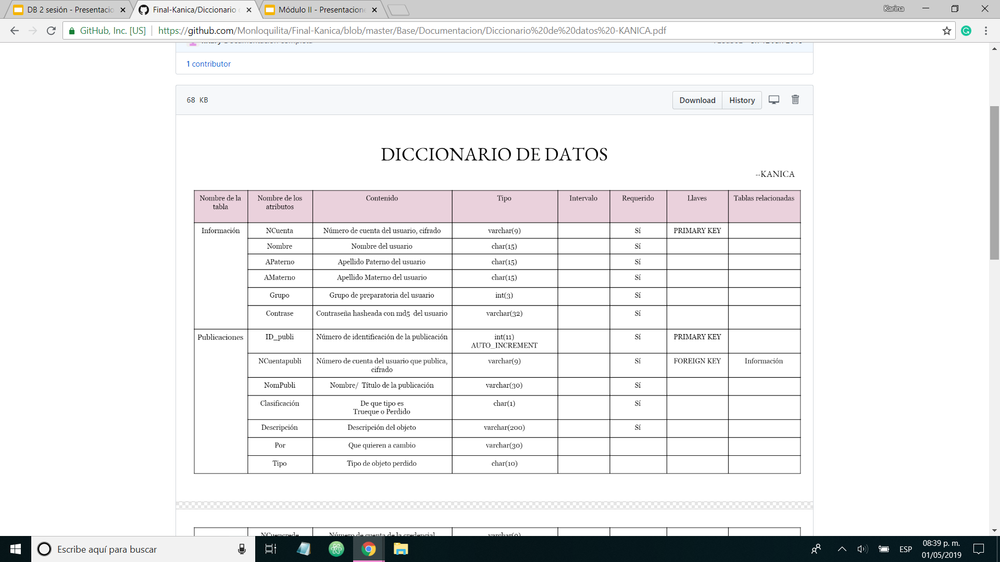 DB 2 sesión - Presentacio
Final-Kanica/Diccionario
Módulo II - Presentacione
Karina
GitHub, Inc. [US]
https://github.com/Monloquilita/Final-Kanica/blob/master/Base/Documentacion/Diccionario%20de%20datos%20-KANICA.pdf
1 contributor
68 KB
Download
History
DICCIONARIO DE DATOS
--KANICA
Nombre de la tabla
Nombre de los atributos
Contenido
Tipo
Intervalo
Requerido
Llaves
Tablas relacionadas
Información
NCuenta
Número de cuenta del usuario, cifrado
varchar(9)
Sí
PRIMARY KEY
Nombre
Nombre del usuario
char(15)
Sí
APaterno
Apellido Paterno del usuario
char(15)
Sí
AMaterno
Apellido Materno del usuario
char(15)
Sí
Grupo
Grupo de preparatoria del usuario
int(3)
Sí
Contrase
Contraseña hasheada con md5 del usuario
varchar(32)
Sí
Publicaciones
ID_publi
Número de identificación de la publicación
int(11)
AUTO_INCREMENT
Sí
PRIMARY KEY
NCuentapubli
Número de cuenta del usuario que publica,
cifrado
varchar(9)
Sí
FOREIGN KEY
Información
NomPubli
Nombre/ Título de la publicación
varchar(30)
Sí
Clasificación
De que tipo es
Trueque o Perdido
char(1)
Sí
Descripción
Descripción del objeto
varchar(200)
Sí
Por
Que quieren a cambio
varchar(30)
Tipo
Tipo de objeto perdido
char(10)
NCuencrede
Número de cuenta de la credencial
varchar(9)
Escribe aquí para buscar
ESP
08:39 p. m.
01/05/2019